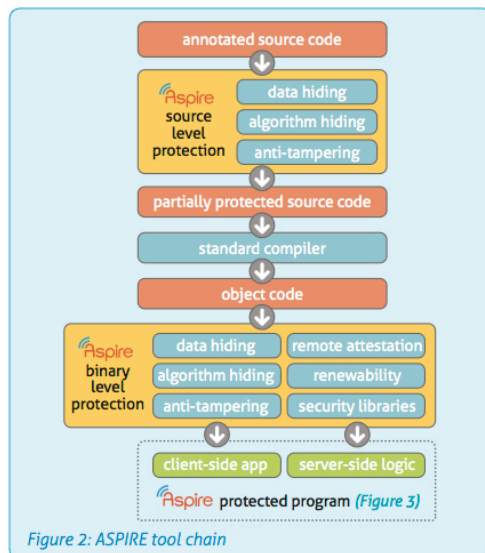 annotated source code
Aspire
source
level
protection
data hiding
algorithm hiding
anti-tampering
partially protected source code
standard compiler
object code
Aspire
binary
level
protection
data hiding
remote attestation
algorithm hiding
renewability
anti-tampering
security libraries
client-side app
server-side logic
Aspire protected program (Figure 3)
Figure 2: ASPIRE tool chain